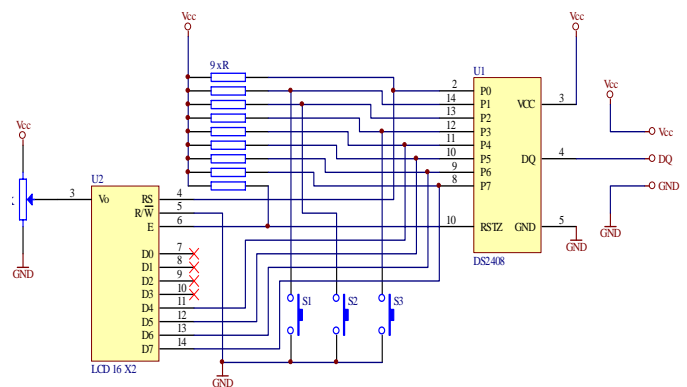 Vcc
Vcc
9xR
U1
2 P0
14 P1
13 P2
12 P3
11 P4
10 P5
9 P6
8 P7
10 RSTZ
VCC 3
DQ 4
GND 5
DS2408
GND
Vcc
Vcc
DQ
GND
GND
Vcc
GND
U2
3 Vo
RS 4
R/W 5
E 6
D0 7
D1 8
D2 9
D3 10
D4 11
D5 12
D6 13
D7 14
LCD 16 X2
S1
S2
S3
GND